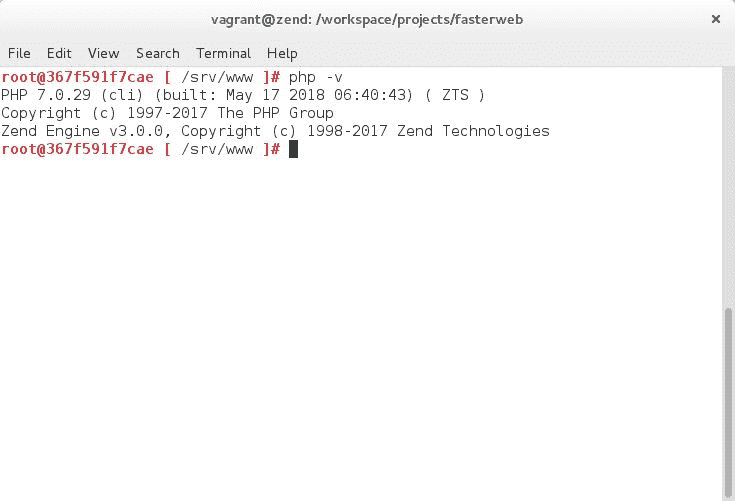 vagrant@zend: /workspace/projects/fasterweb ×
File Edit View Search Terminal Help
root@367f591f7cae [ /srv/www ]# php -v
PHP 7.0.29 (cli) (built: May 17 2018 06:40:43) ( ZTS )
Copyright (c) 1997-2017 The PHP Group
Zend Engine v3.0.0, Copyright (c) 1998-2017 Zend Technologies
root@367f591f7cae [ /srv/www ]#